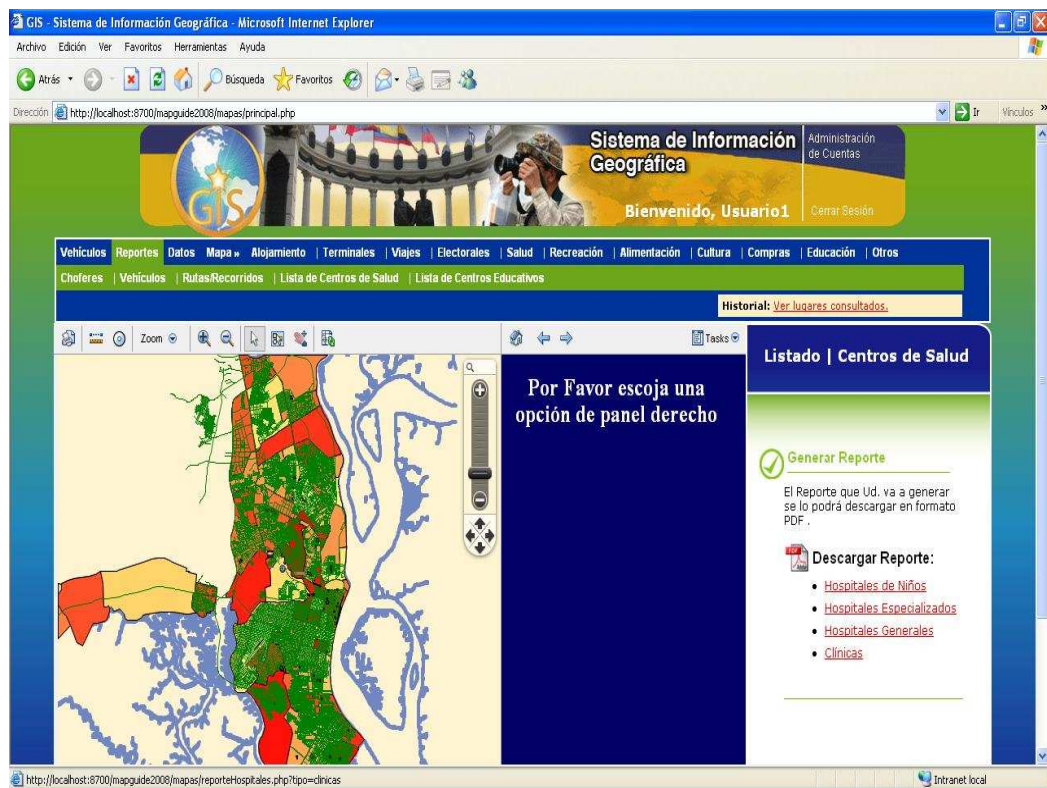 GIS - Sistema de Información Geográfica - Microsoft Internet Explorer
Archivo Edición Ver Favoritos Herramientas Ayuda
Atrás Búsqueda Favoritos
Dirección http://localhost:8700/mapguide2008/mapas/principal.php Ir Vínculos »
GIS
Sistema de Información
Geográfica
Bienvenido, Usuario1
Administración
de Cuentas
Cerrar Sesión
Vehículos Reportes Datos Mapa » Alojamiento | Terminales | Viajes | Electorales | Salud | Recreación | Alimentación | Cultura | Compras | Educación | Otros
Choferes | Vehículos | Rutas/Recorridos | Lista de Centros de Salud | Lista de Centros Educativos
Historial: Ver lugares consultados.
Zoom
Tasks
Por Favor escoja una
opción de panel derecho
Listado | Centros de Salud
Generar Reporte
El Reporte que Ud. va a generar
se lo podrá descargar en formato
PDF .
PDF
Descargar Reporte:
• Hospitales de Niños
• Hospitales Especializados
• Hospitales Generales
• Clínicas
http://localhost:8700/mapguide2008/mapas/reporteHospitales.php?tipo=clinicas
Intranet local